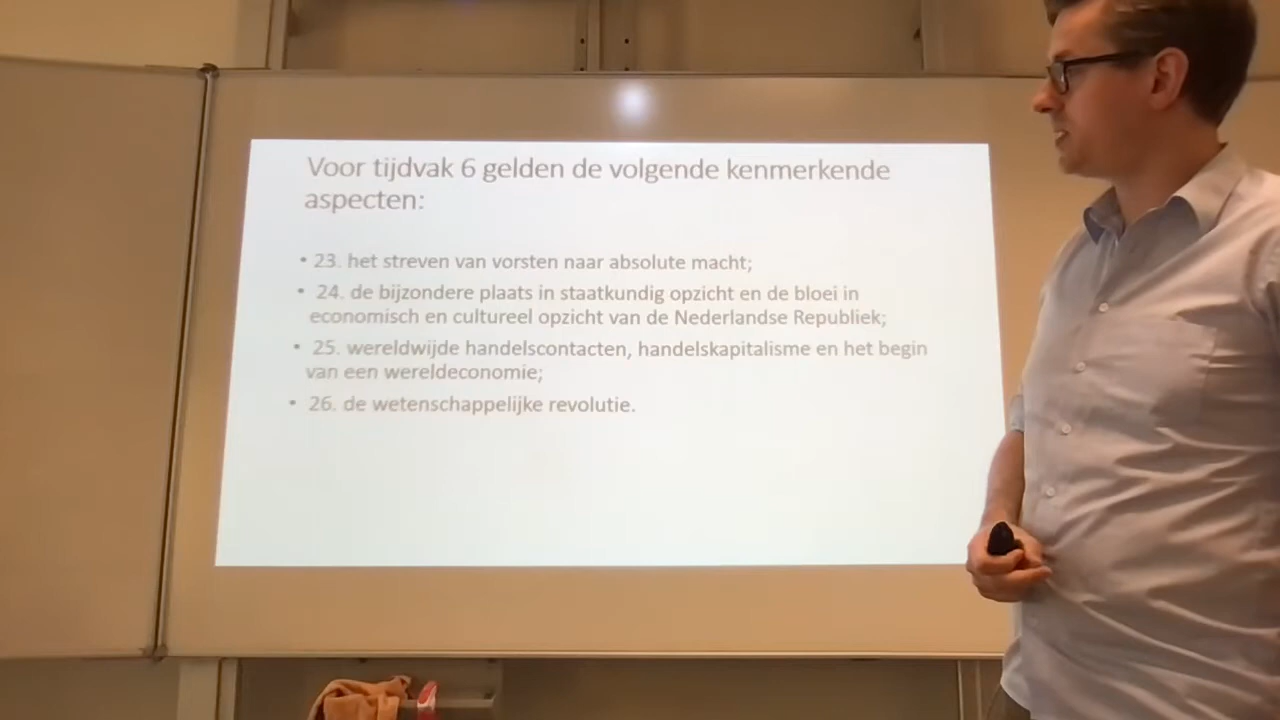 Voor tijdvak 6 gelden de volgende kenmerkende
aspecten:
• 23. het streven van vorsten naar absolute macht;
• 24. de bijzondere plaats in staatkundig opzicht en de bloei in
economisch en cultureel opzicht van de Nederlandse Republiek;
• 25. wereldwijde handelscontacten, handelskapitalisme en het begin
van een wereldeconomie;
• 26. de wetenschappelijke revolutie.